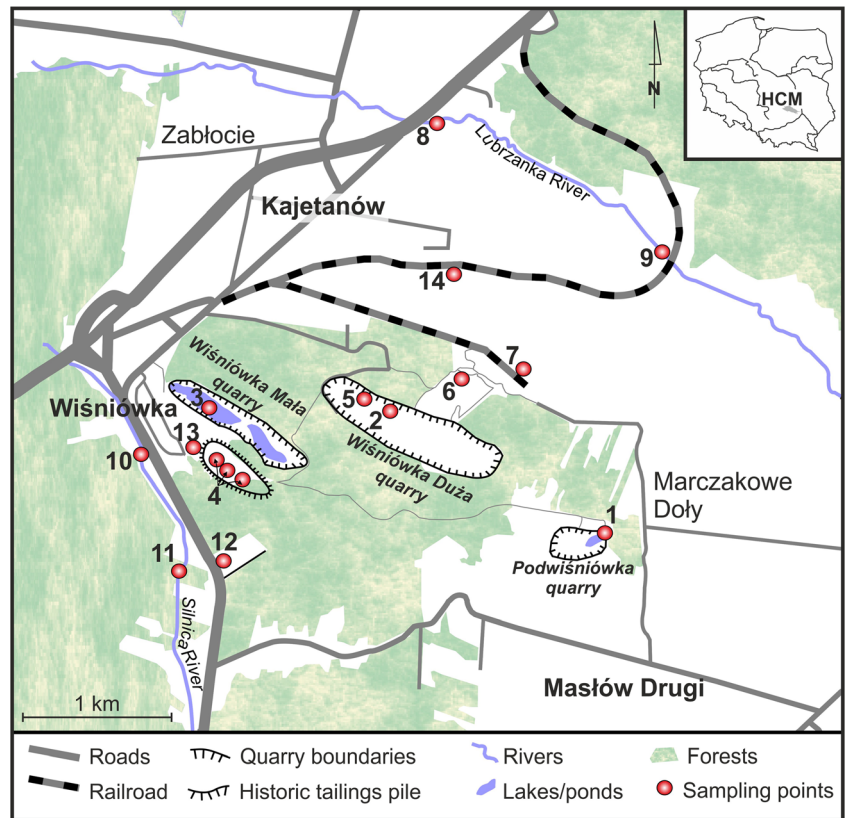 HCM
N
Zabłocie
8
Lubrzanka River
Kajetanów
9
14
7
Wiśniówka Mała
quarry
6
3
5
2
Wiśniówka
13
Wiśniówka Duża
quarry
10
4
Marczakowe
Doły
1
12
11
Podwiśniówka
quarry
Silnica River
Masłów Drugi
1 km
Roads
Quarry boundaries
Rivers
Forests
Railroad
Historic tailings pile
Lakes/ponds
Sampling points